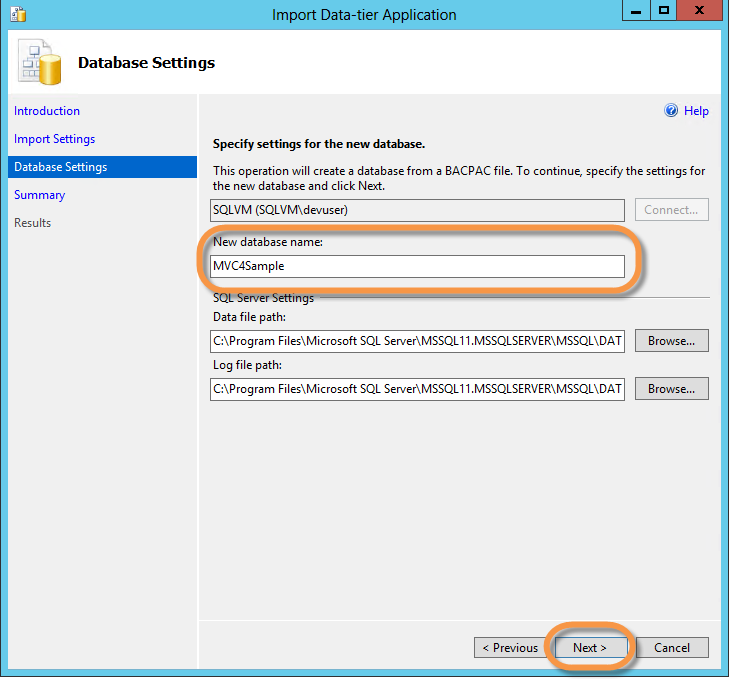 Import Data-tier Application
Database Settings
Introduction
Import Settings
Database Settings
Summary
Results
Help
Specify settings for the new database.
This operation will create a database from a BACPAC file. To continue, specify the settings for
the new database and click Next.
SQLVM (SQLVM\devuser)
Connect...
New database name:
MVC4Sample
SQL Server Settings
Data file path:
C:\Program Files\Microsoft SQL Server\MSSQL11.MSSQLSERVER\MSSQL\DAT
Browse...
Log file path:
C:\Program Files\Microsoft SQL Server\MSSQL11.MSSQLSERVER\MSSQL\DAT
Browse...
< Previous
Next >
Cancel